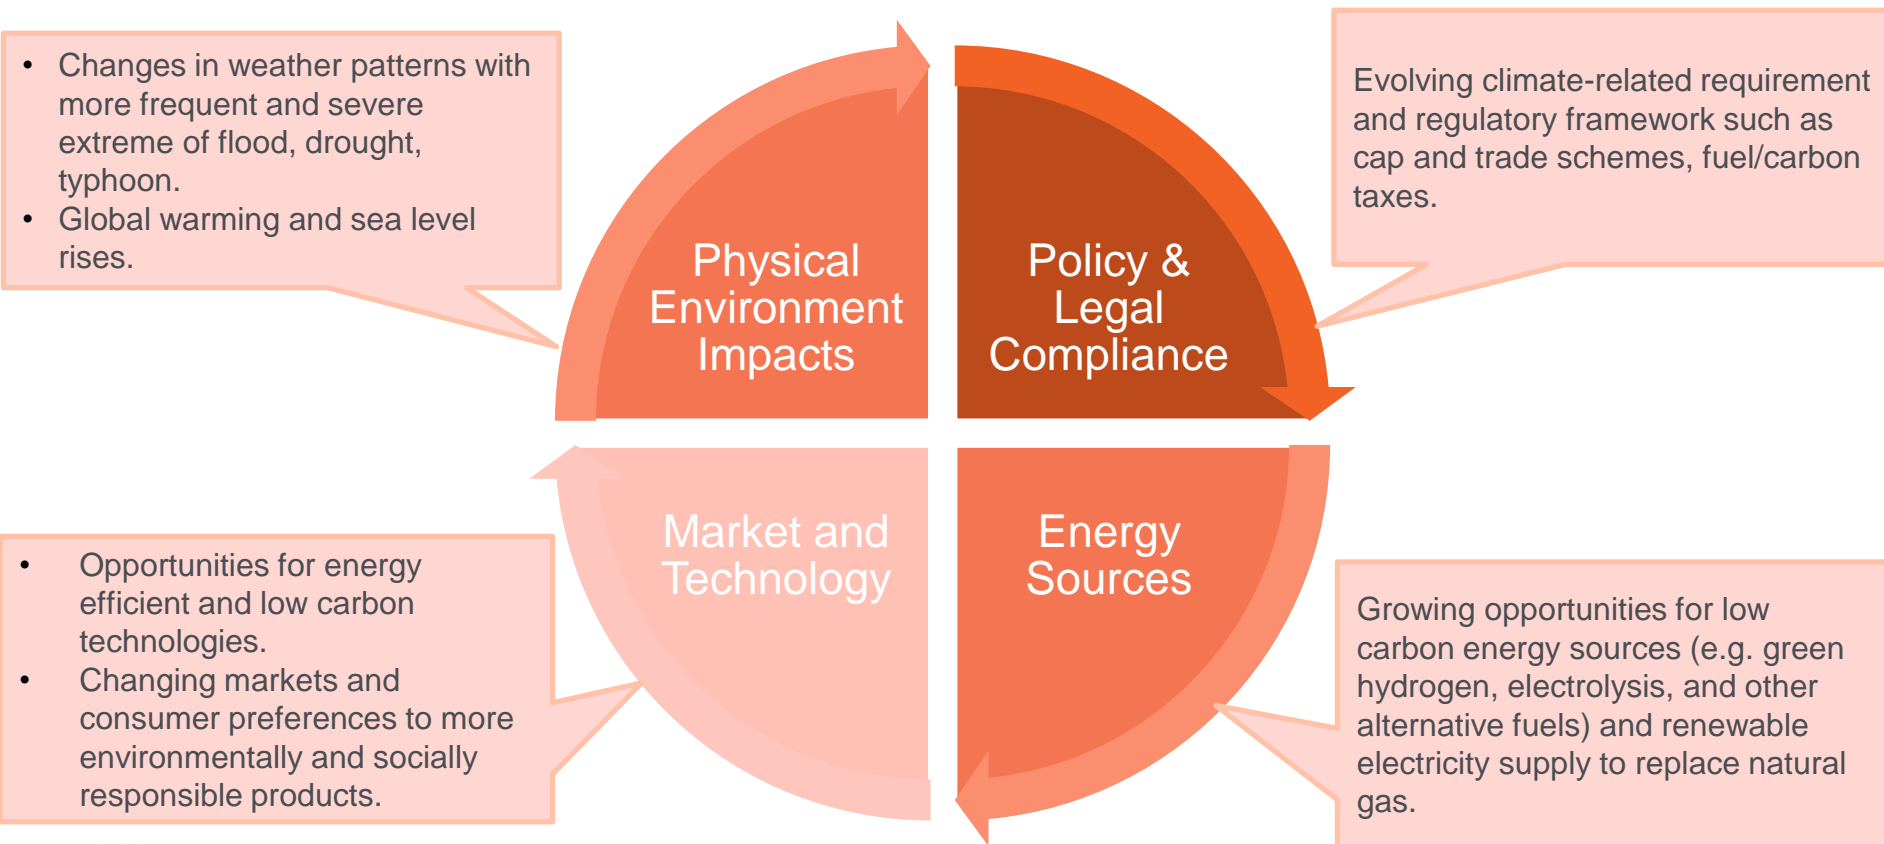 • Changes in weather patterns with
more frequent and severe
extreme of flood, drought,
typhoon.
• Global warming and sea level
rises.
Evolving climate-related requirement
and regulatory framework such as
cap and trade schemes, fuel/carbon
taxes.
Physical
Environment
Impacts
Policy &
Legal
Compliance
Market and
Technology
Energy
Sources
• Opportunities for energy
efficient and low carbon
technologies.
• Changing markets and
consumer preferences to more
environmentally and socially
responsible products.
Growing opportunities for low
carbon energy sources (e.g. green
hydrogen, electrolysis, and other
alternative fuels) and renewable
electricity supply to replace natural
gas.